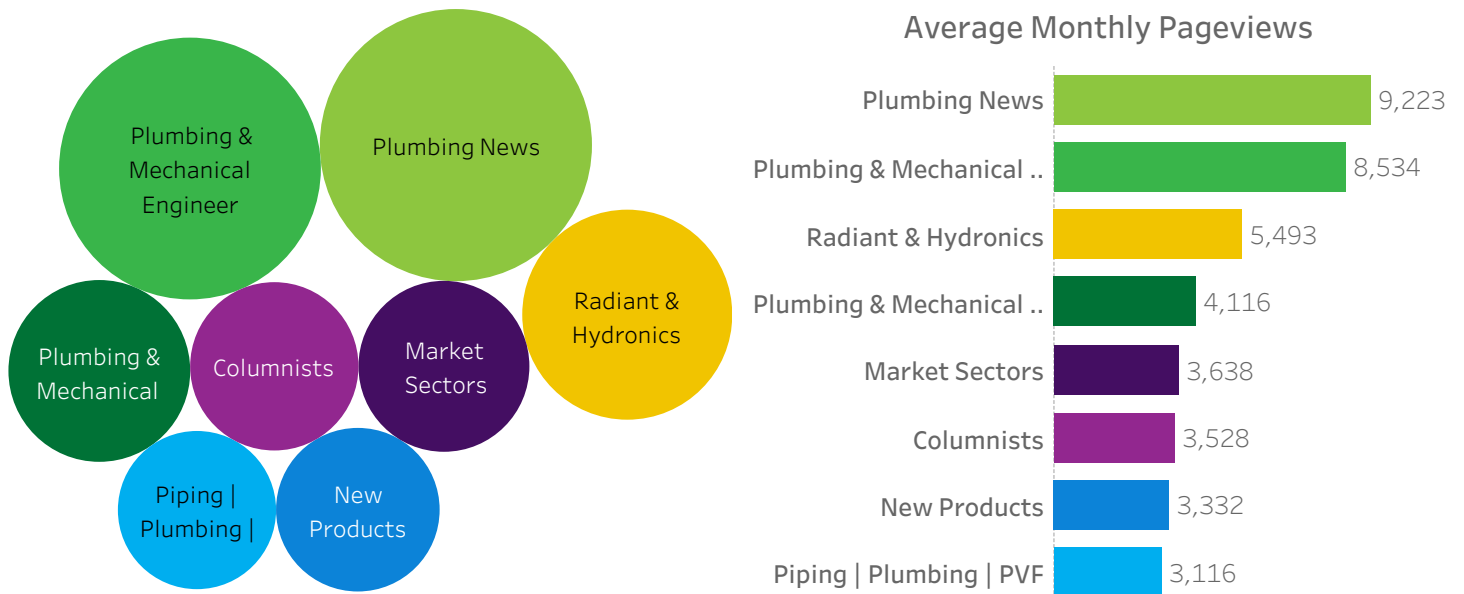 Plumbing &
Mechanical
Engineer
Plumbing News
Radiant &
Hydronics
Plumbing &
Mechanical
Columnists
Market
Sectors
Piping |
Plumbing |
New
Products
Average Monthly Pageviews
Plumbing News 9,223
Plumbing & Mechanical .. 8,534
Radiant & Hydronics 5,493
Plumbing & Mechanical .. 4,116
Market Sectors 3,638
Columnists 3,528
New Products 3,332
Piping | Plumbing | PVF 3,116